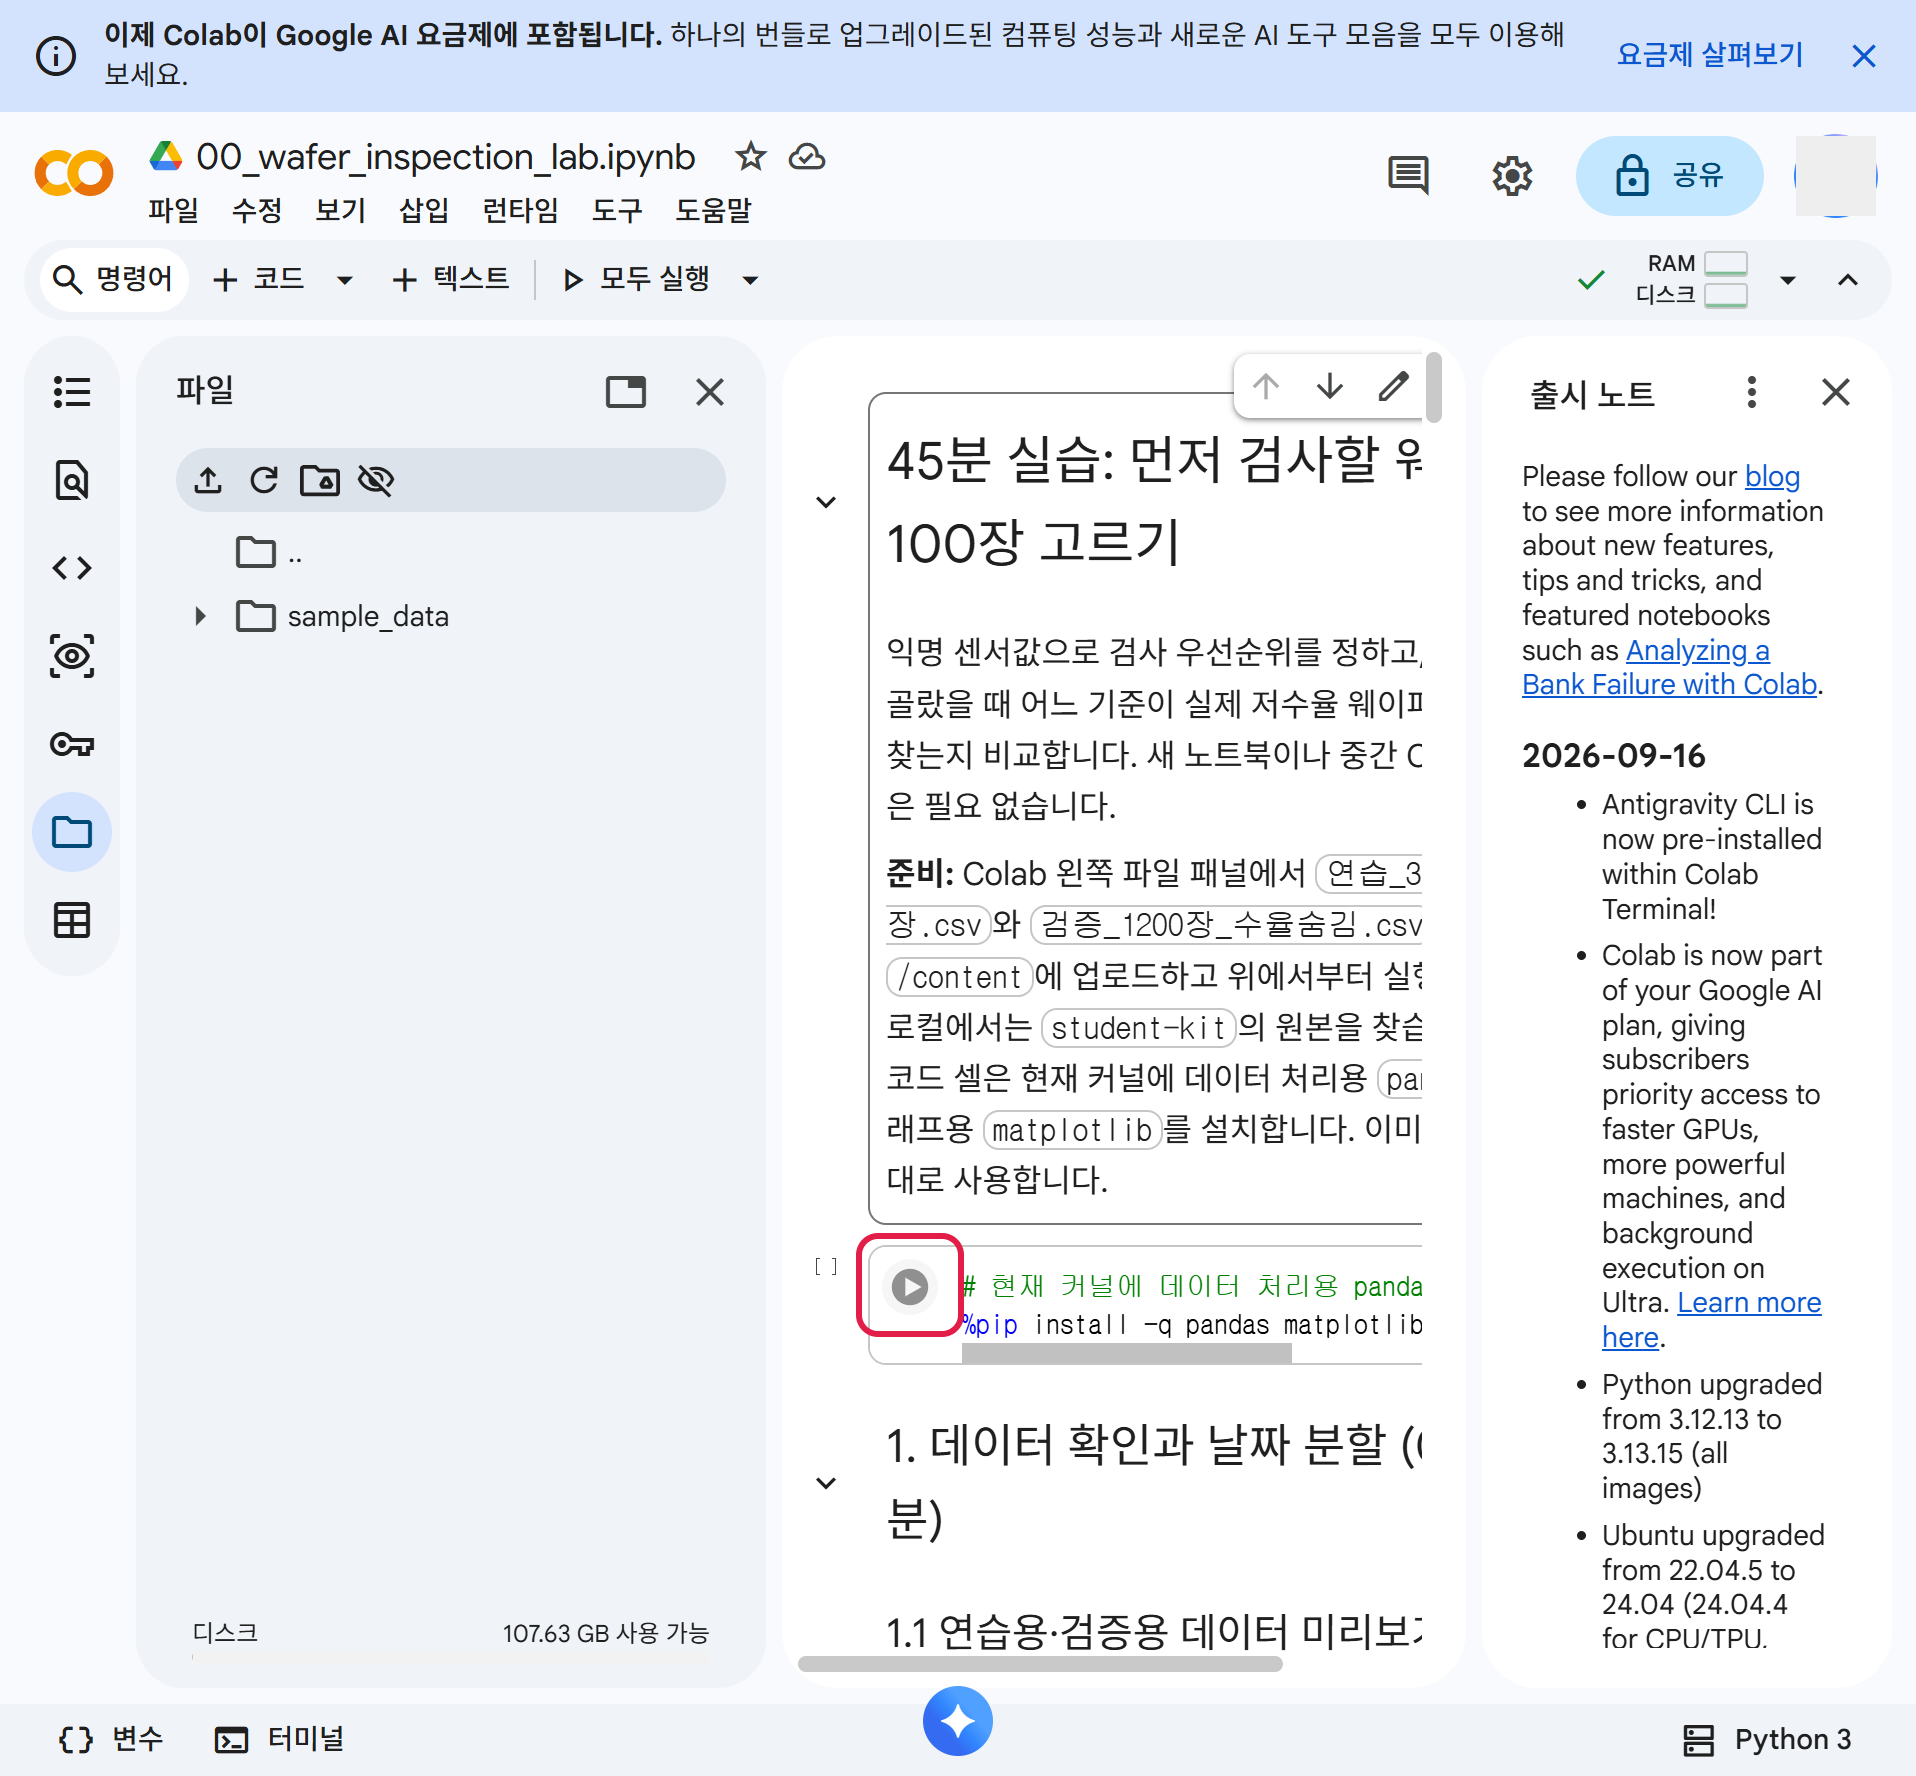 이제 Colab이 Google AI 요금제에 포함됩니다. 하나의 번들로 업그레이드된 컴퓨팅 성능과 새로운 AI 도구 모음을 모두 이용해
보세요.
요금제 살펴보기
00_wafer_inspection_lab.ipynb
파일 수정 보기 삽입 런타임 도구 도움말
공유
명령어 + 코드 + 텍스트 모두 실행
RAM
디스크
파일
..
sample_data
디스크 107.63 GB 사용 가능
45분 실습: 먼저 검사할
100장 고르기
익명 센서값으로 검사 우선순위를 정하고,
골랐을 때 어느 기준이 실제 저수율
찾는지 비교합니다. 새 노트북이나 중간
은 필요 없습니다.
준비: Colab 왼쪽 파일 패널에서 연습_3
장.csv와 검증_1200장_수율숨김.csv
/content에 업로드하고 위에서부터
로컬에서는 student-kit의 원본을
코드 셀은 현재 커널에 데이터 처리용
래프용 matplotlib를 설치합니다. 이미
대로 사용합니다.
[ ]
# 현재 커널에 데이터 처리용 panda
%pip install -q pandas matplotlib
1. 데이터 확인과 날짜 분할
분)
1.1 연습용·검증용 데이터
출시 노트
Please follow our blog
to see more information
about new features,
tips and tricks, and
featured notebooks
such as Analyzing a
Bank Failure with Colab.
2026-09-16
• Antigravity CLI is
now pre-installed
within Colab
Terminal!
• Colab is now part
of your Google AI
plan, giving
subscribers
priority access to
faster GPUs,
more powerful
machines, and
background
execution on
Ultra. Learn more
here.
• Python upgraded
from 3.12.13 to
3.13.15 (all
images)
• Ubuntu upgraded
from 22.04.5 to
24.04 (24.04.4
for CPU/TPU,
변수 터미널
Python 3